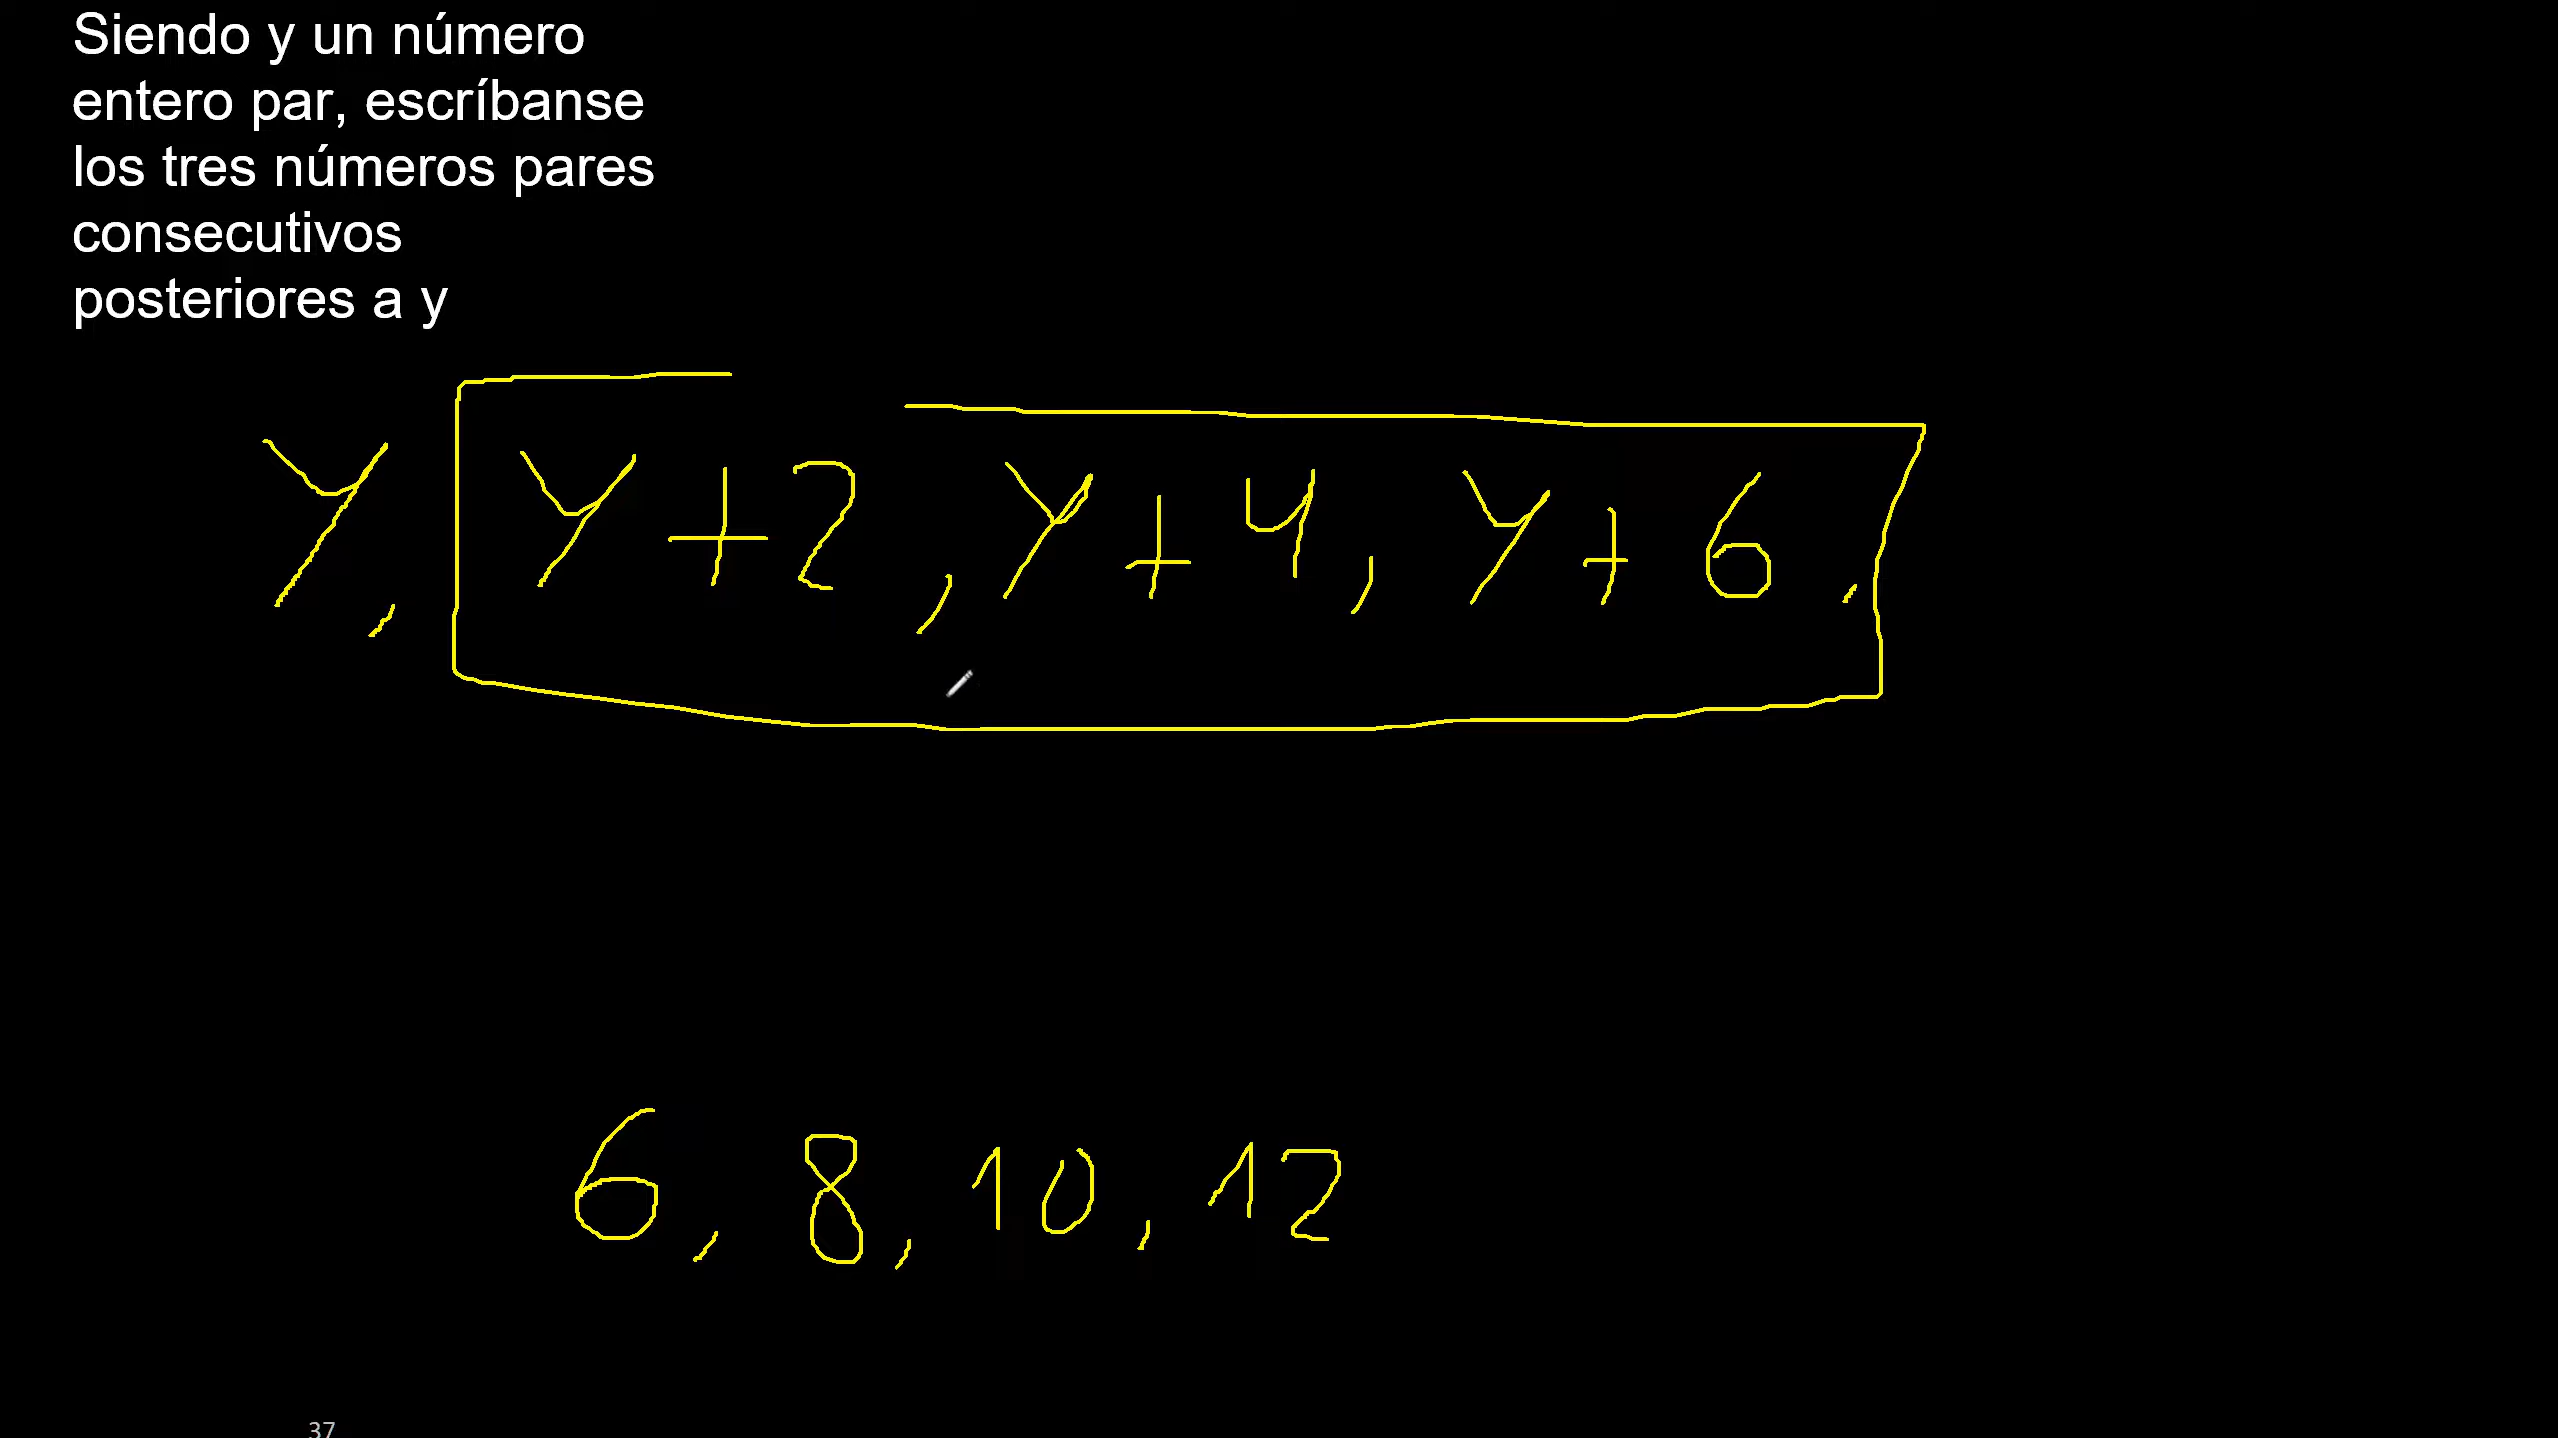 Siendo y un número
entero par, escríbanse
los tres números pares
consecutivos
posteriores a y
y, y+2, y+4, y+6.
6, 8, 10, 12
37